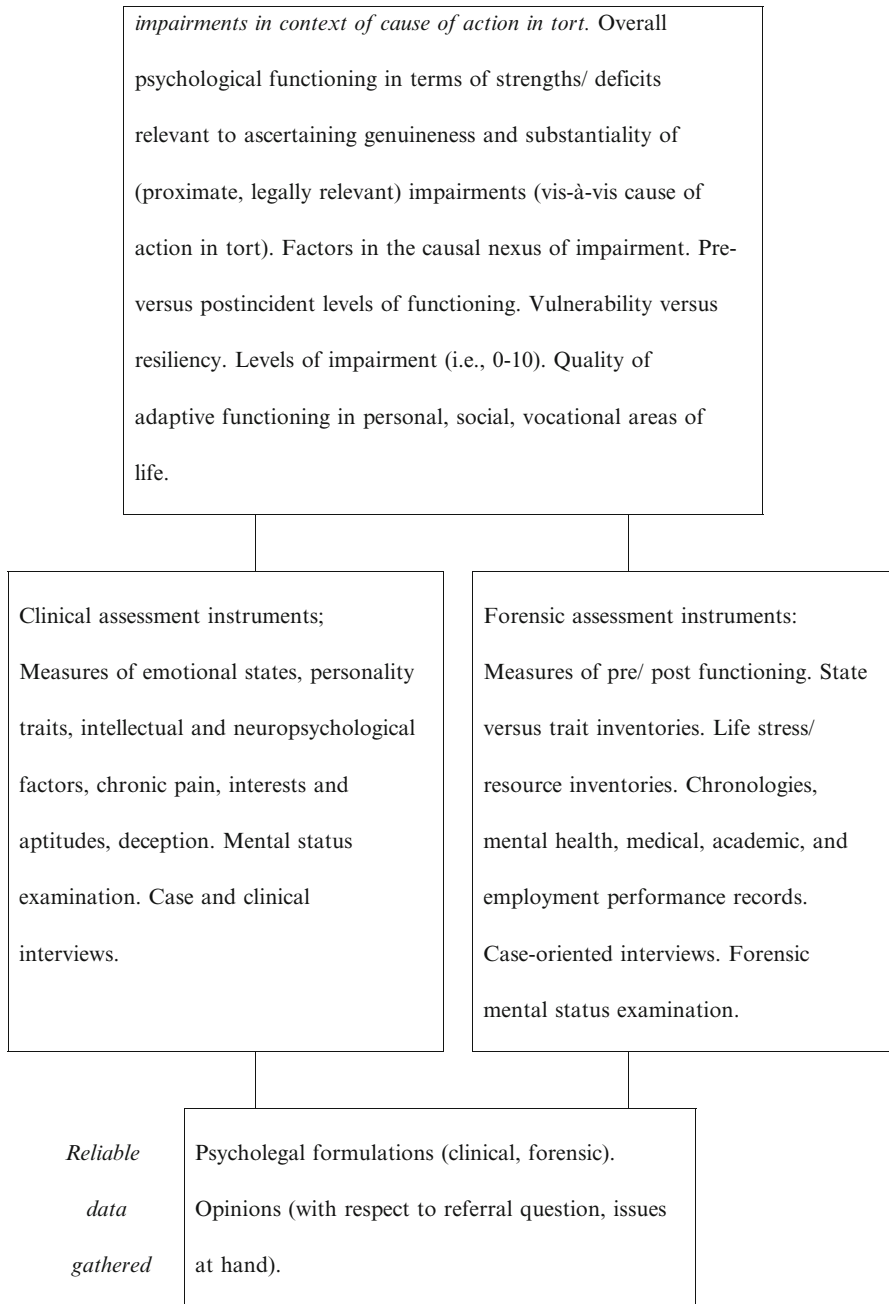 impairments in context of cause of action in tort. Overall
psychological functioning in terms of strengths/ deficits
relevant to ascertaining genuineness and substantiality of
(proximate, legally relevant) impairments (vis-à-vis cause of
action in tort). Factors in the causal nexus of impairment. Pre-
versus postincident levels of functioning. Vulnerability versus
resiliency. Levels of impairment (i.e., 0-10). Quality of
adaptive functioning in personal, social, vocational areas of
life.
Clinical assessment instruments;
Measures of emotional states, personality
traits, intellectual and neuropsychological
factors, chronic pain, interests and
aptitudes, deception. Mental status
examination. Case and clinical
interviews.
Forensic assessment instruments:
Measures of pre/ post functioning. State
versus trait inventories. Life stress/
resource inventories. Chronologies,
mental health, medical, academic, and
employment performance records.
Case-oriented interviews. Forensic
mental status examination.
Reliable
data
gathered
Psycholegal formulations (clinical, forensic).
Opinions (with respect to referral question, issues
at hand).